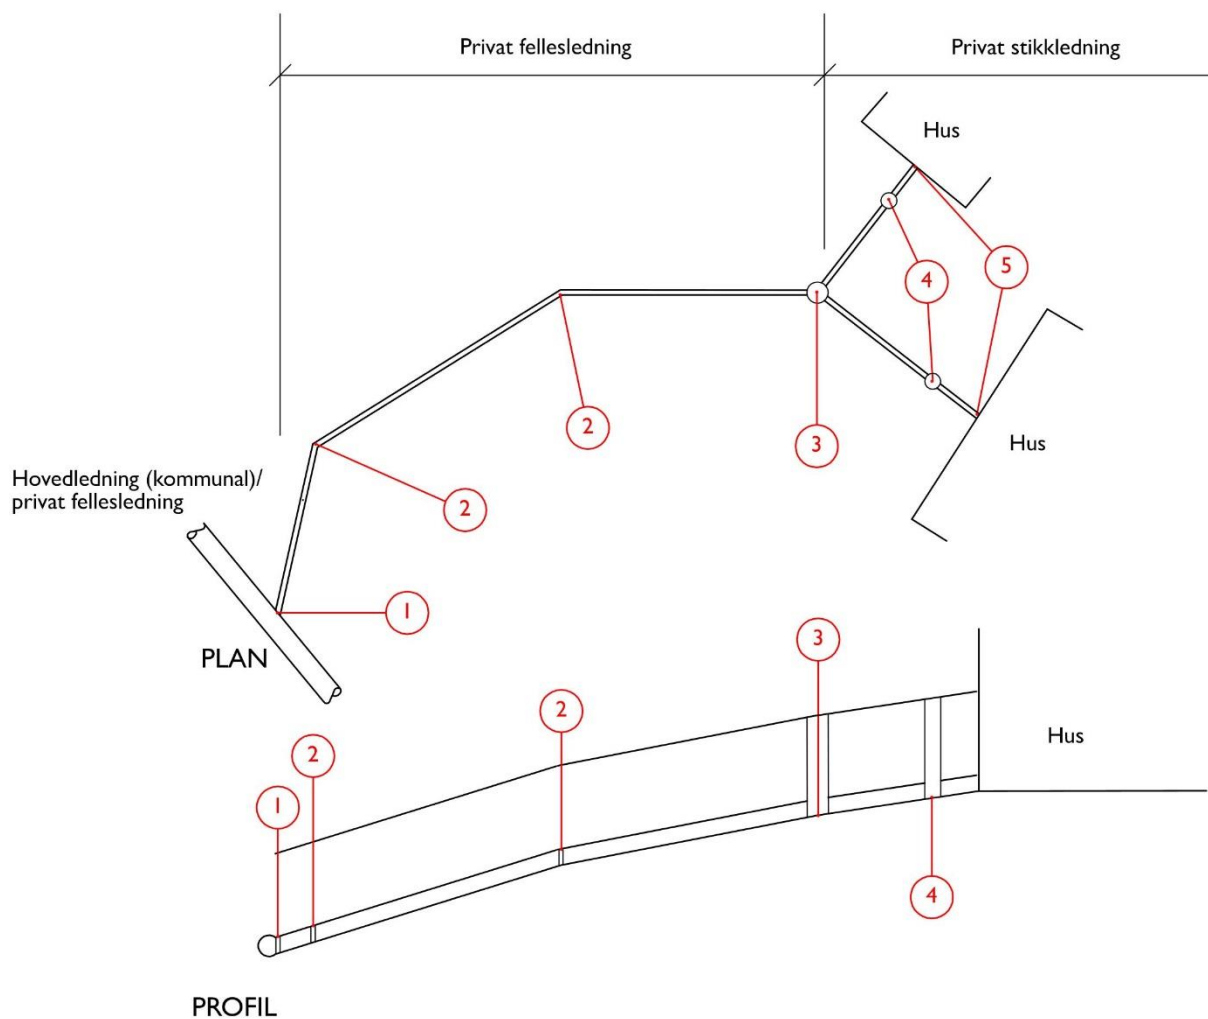 Privat fellesledning
Privat stikkledning
Hus
4
5
2
3
Hus
Hovedledning (kommunal)/
privat fellesledning
2
1
PLAN
3
2
2
Hus
1
4
PROFIL